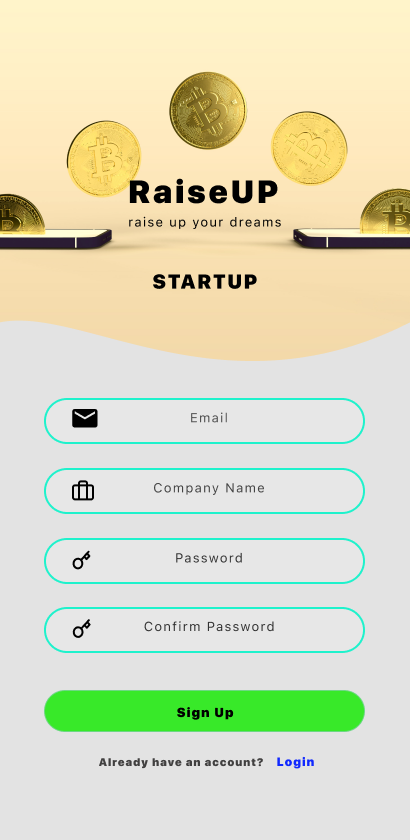 RaiseUP
raise up your dreams
STARTUP
Email
Company Name
Password
Confirm Password
Sign Up
Already have an account? Login